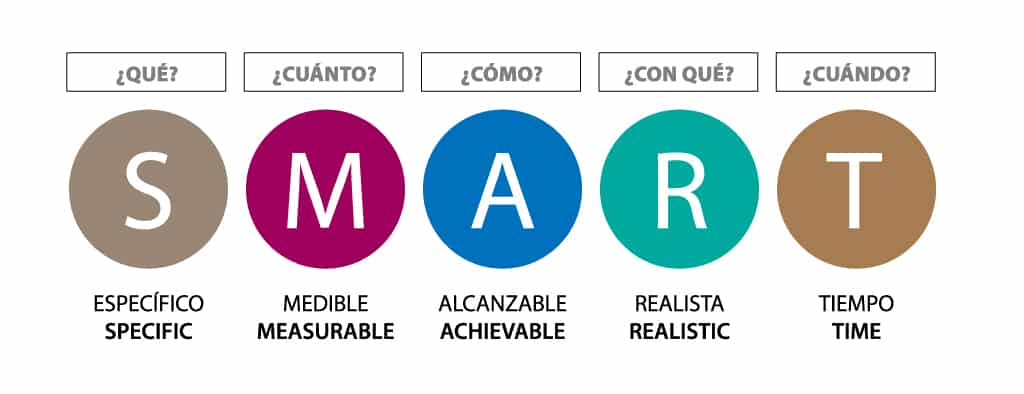 ¿QUÉ?
¿CUÁNTO?
¿CÓMO?
¿CON QUÉ?
¿CUÁNDO?
S
M
A
R
T
ESPECÍFICO
SPECIFIC
MEDIBLE
MEASURABLE
ALCANZABLE
ACHIEVABLE
REALISTA
REALISTIC
TIEMPO
TIME